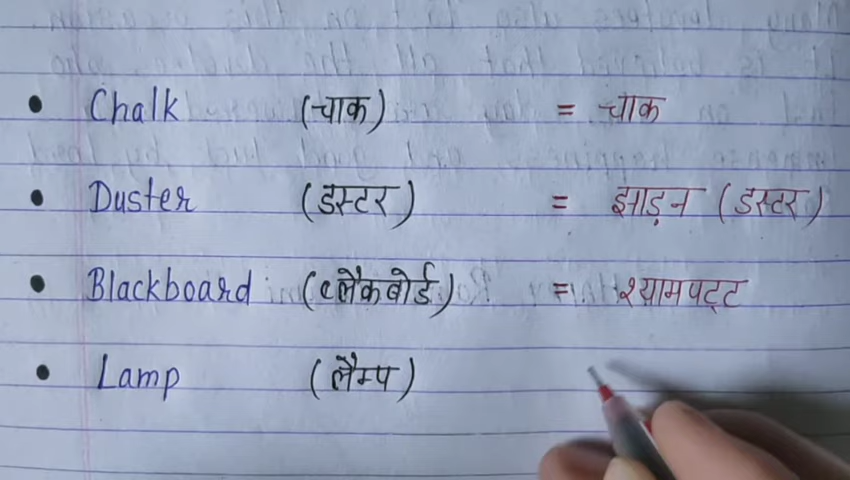 • Chalk (चाक) = चाक
• Duster (डस्टर) = झाड़न (डस्टर)
• Blackboard (ब्लैकबोर्ड) = श्यामपट्ट
• Lamp (लैम्प)